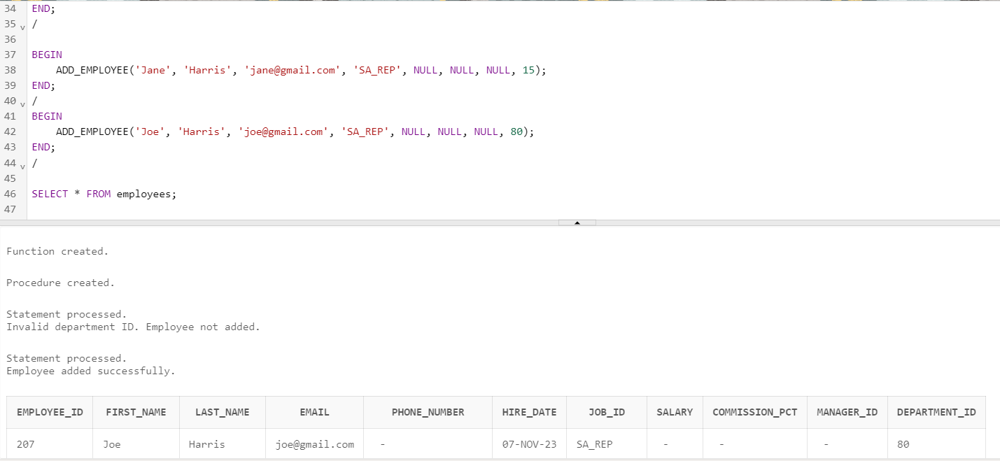 34 END;
35 v /
36
37 BEGIN
38 ADD_EMPLOYEE('Jane', 'Harris', 'jane@gmail.com', 'SA_REP', NULL, NULL, NULL, 15);
39 END;
40 v /
41 BEGIN
42 ADD_EMPLOYEE('Joe', 'Harris', 'joe@gmail.com', 'SA_REP', NULL, NULL, NULL, 80);
43 END;
44 v /
45
46 SELECT * FROM employees;
47
Function created.
Procedure created.
Statement processed.
Invalid department ID. Employee not added.
Statement processed.
Employee added successfully.
EMPLOYEE_ID FIRST_NAME LAST_NAME EMAIL PHONE_NUMBER HIRE_DATE JOB_ID SALARY COMMISSION_PCT MANAGER_ID DEPARTMENT_ID
207 Joe Harris joe@gmail.com - 07-NOV-23 SA_REP - - - 80